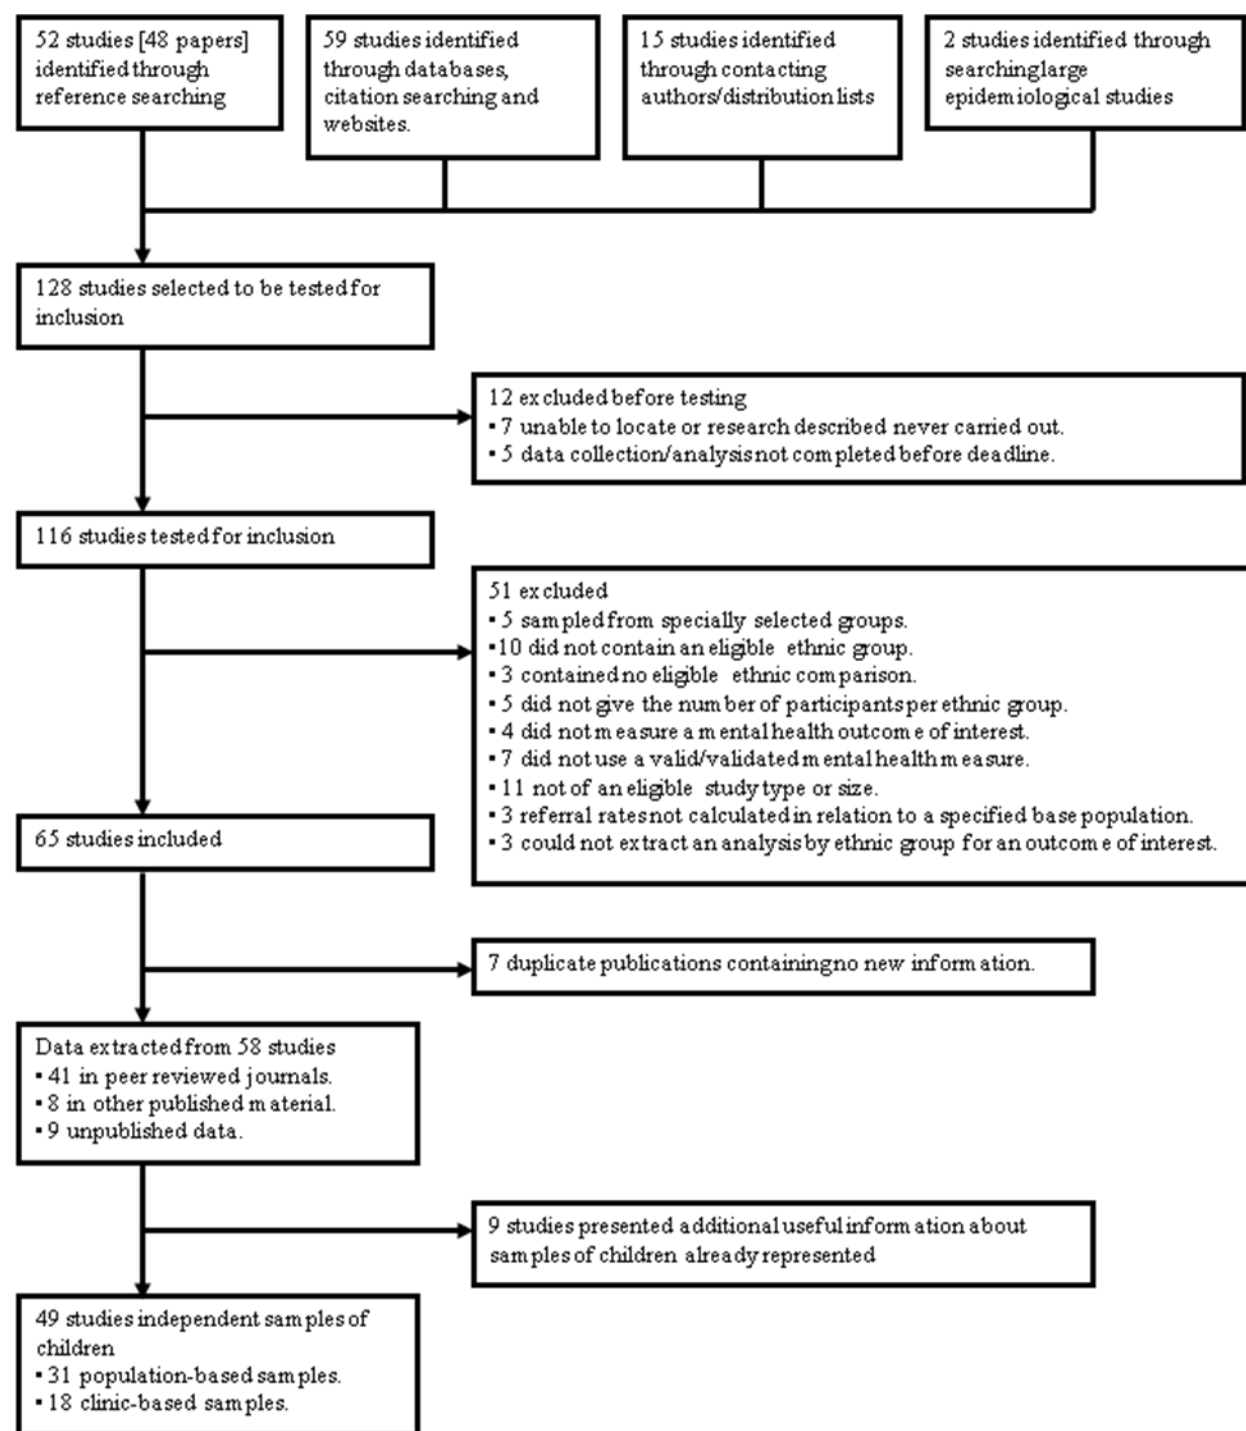 52 studies [48 papers]
identified through
reference searching
59 studies identified
through databases,
citation searching and
websites.
15 studies identified
through contacting
authors/distribution lists
2 studies identified through
searching large
epidemiological studies
128 studies selected to be tested for
inclusion
12 excluded before testing
▪ 7 unable to locate or research described never carried out.
▪ 5 data collection/analysis not completed before deadline.
116 studies tested for inclusion
51 excluded
▪ 5 sampled from specially selected groups.
▪ 10 did not contain an eligible ethnic group.
▪ 3 contained no eligible ethnic comparison.
▪ 5 did not give the number of participants per ethnic group.
▪ 4 did not measure a mental health outcome of interest.
▪ 7 did not use a valid/validated mental health measure.
▪ 11 not of an eligible study type or size.
▪ 3 referral rates not calculated in relation to a specified base population.
▪ 3 could not extract an analysis by ethnic group for an outcome of interest.
65 studies included
7 duplicate publications containing no new information.
Data extracted from 58 studies
▪ 41 in peer reviewed journals.
▪ 8 in other published material.
▪ 9 unpublished data.
9 studies presented additional useful information about
samples of children already represented
49 studies independent samples of
children
▪ 31 population-based samples.
▪ 18 clinic-based samples.